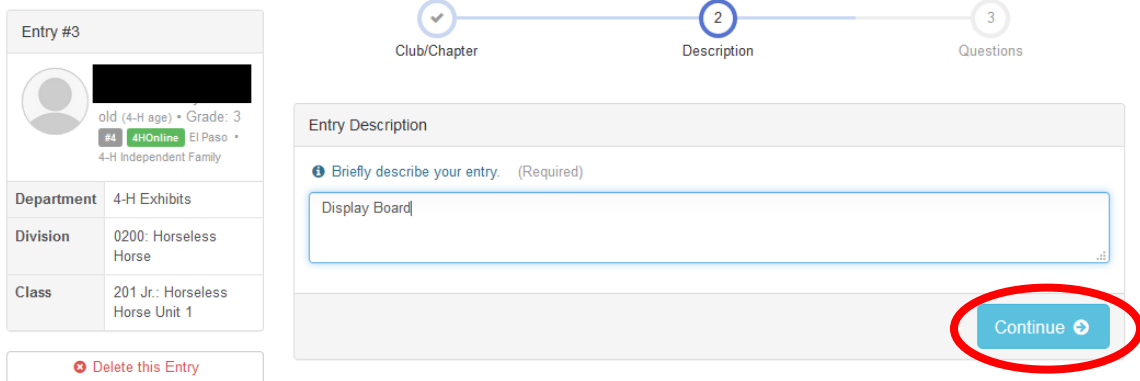 Entry #3
old (4-H age) • Grade: 3
#4 4HOnline El Paso •
4-H Independent Family
Department 4-H Exhibits
Division 0200: Horseless
Horse
Class 201 Jr.: Horseless
Horse Unit 1
Delete this Entry
2
3
Club/Chapter
Description
Questions
Entry Description
Briefly describe your entry. (Required)
Display Board
Continue